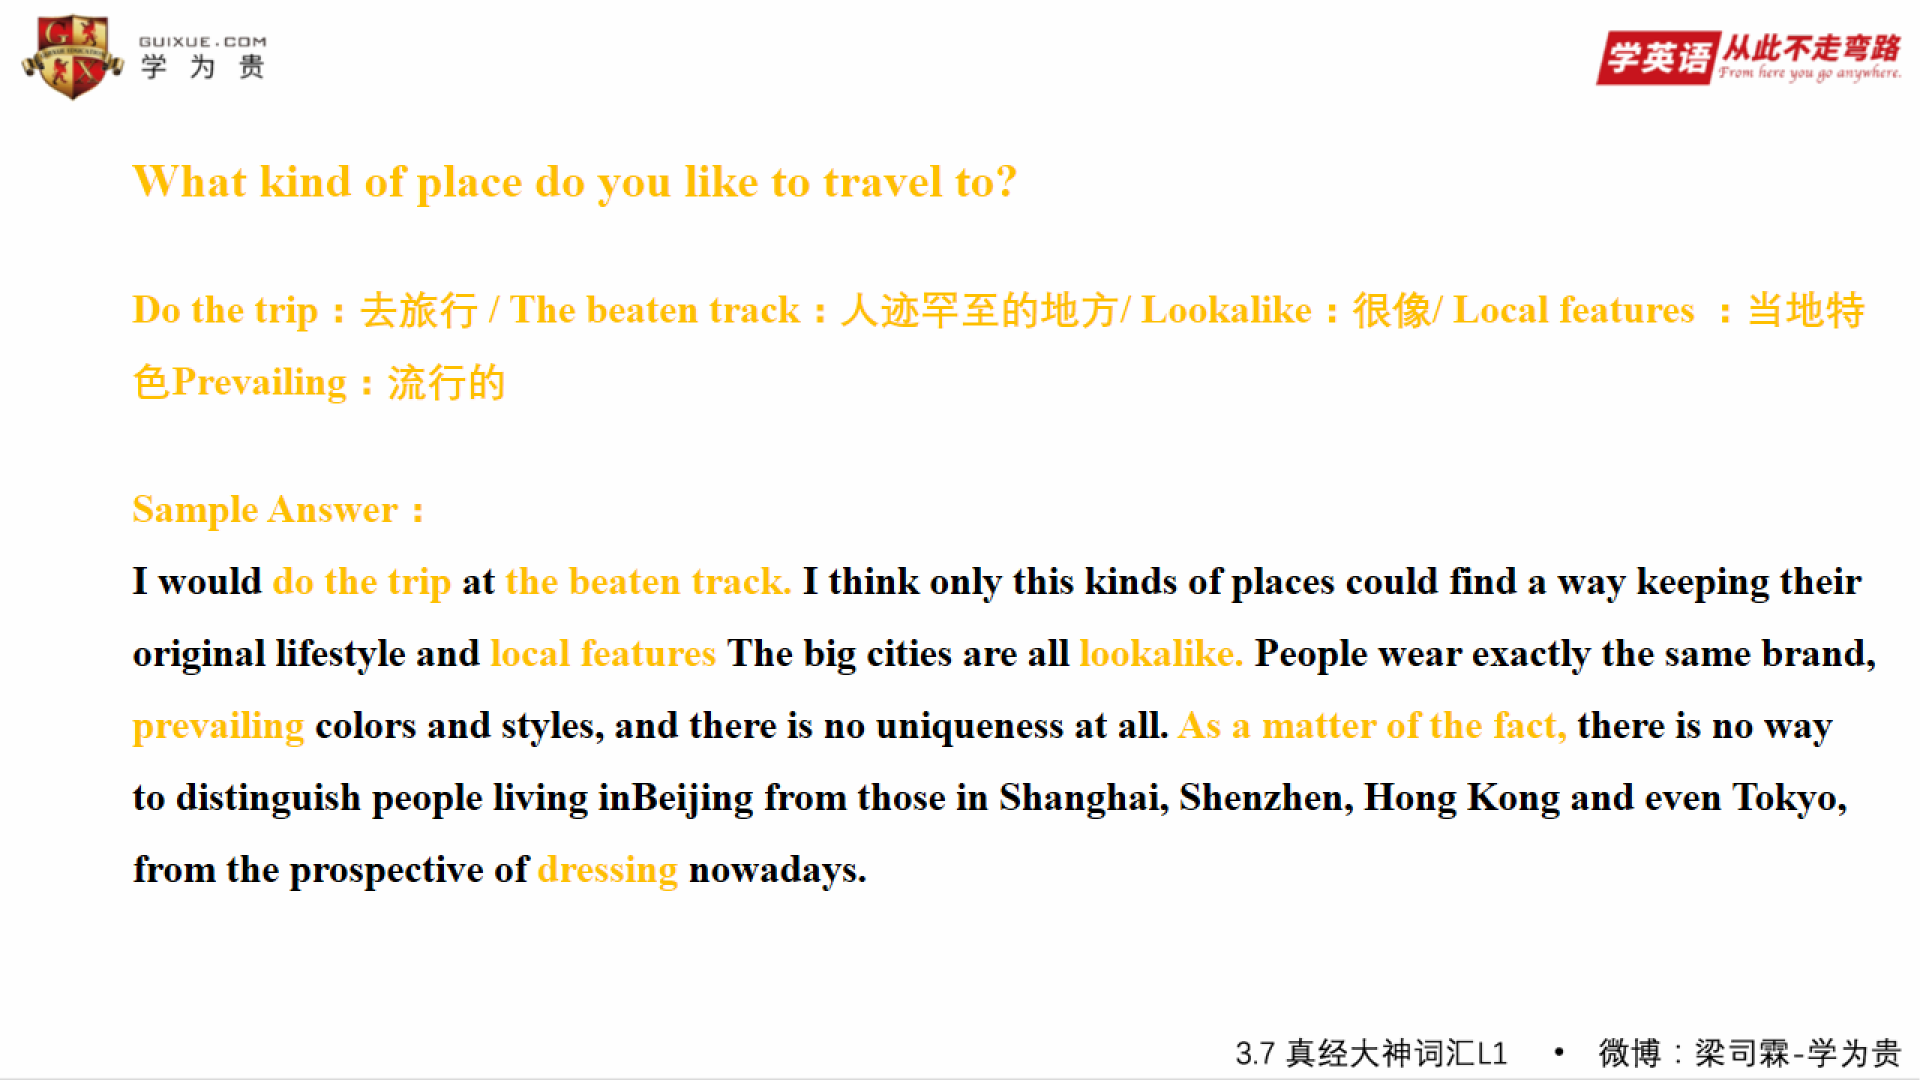 GUIXUE.COM
学为贵
学英语 从此不走弯路
From here you go anywhere.
What kind of place do you like to travel to?
Do the trip：去旅行 / The beaten track：人迹罕至的地方/ Lookalike：很像/ Local features ：当地特
色Prevailing：流行的
Sample Answer：
I would do the trip at the beaten track. I think only this kinds of places could find a way keeping their
original lifestyle and local features The big cities are all lookalike. People wear exactly the same brand,
prevailing colors and styles, and there is no uniqueness at all. As a matter of the fact, there is no way
to distinguish people living inBeijing from those in Shanghai, Shenzhen, Hong Kong and even Tokyo,
from the prospective of dressing nowadays.
3.7 真经大神词汇L1 • 微博：梁司霖-学为贵